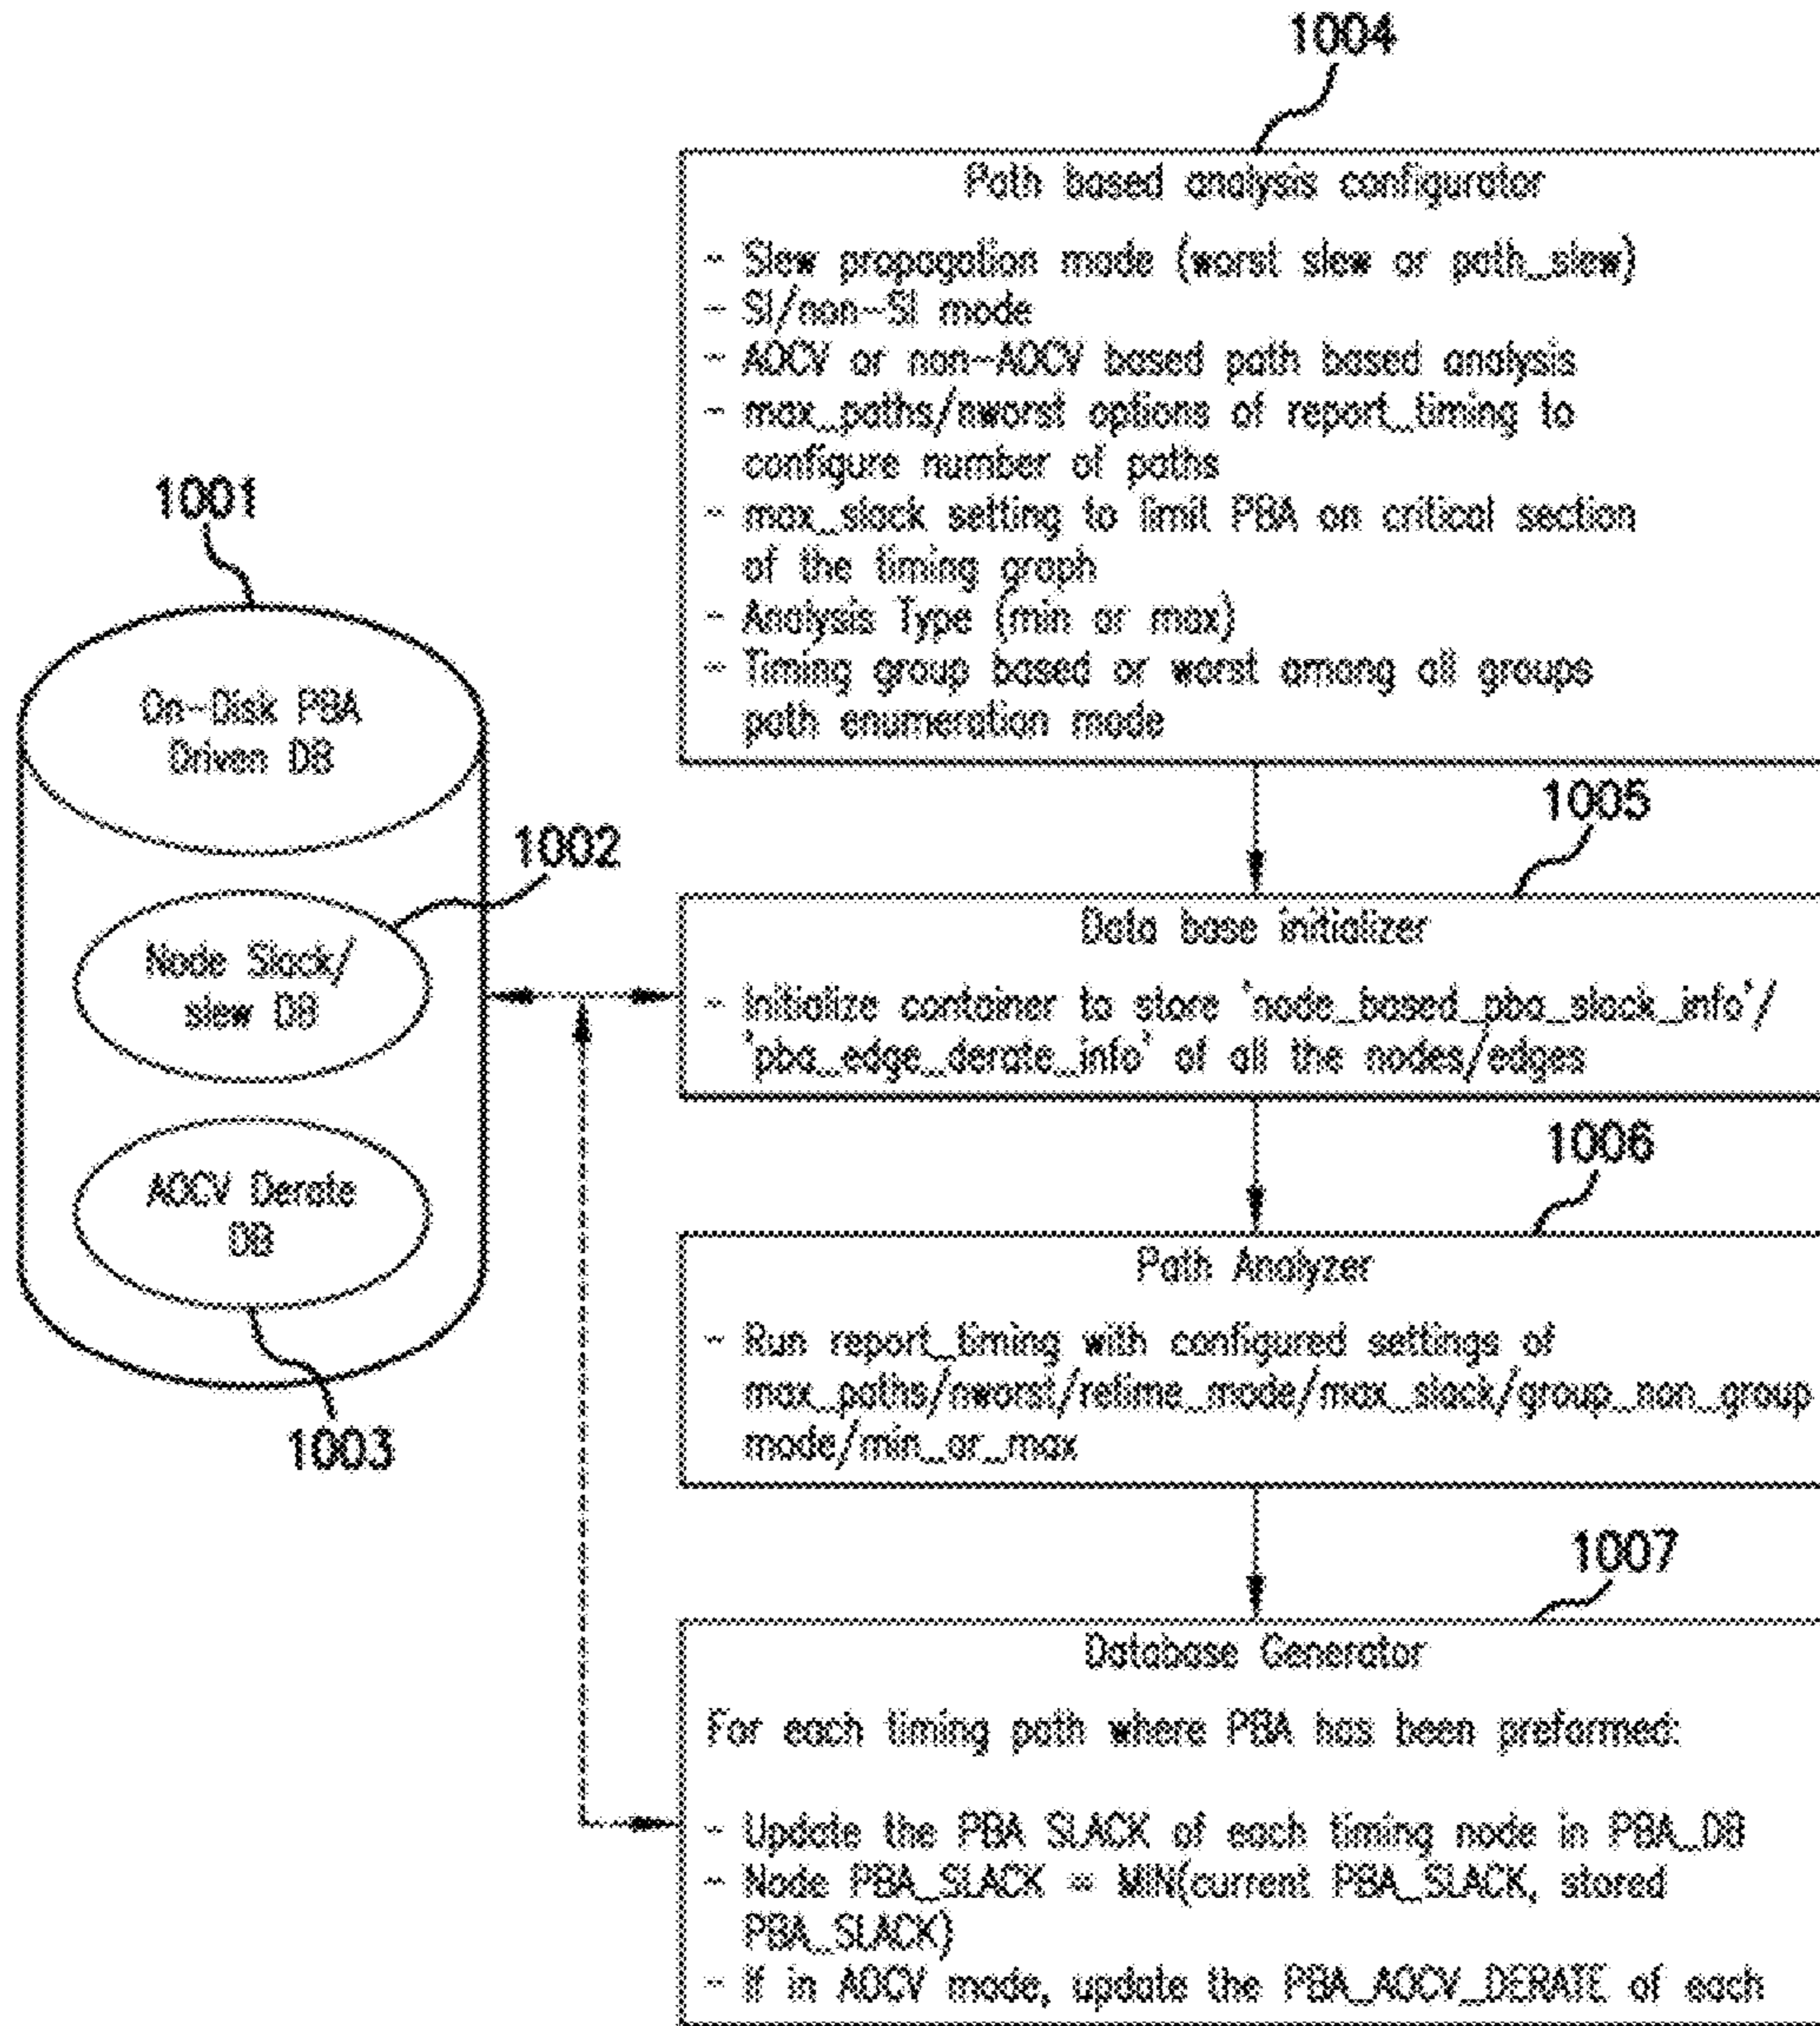 1004
Path based analysis configurator
- Slew propagation mode (worst slew or path_slew)
- SI/non-SI mode
- AOCV or non-AOCV based path based analysis
- max_paths/nworst options of report_timing to
configure number of paths
- max_slack setting to limit PBA on critical section
of the timing graph
- Analysis Type (min or max)
- Timing group based or worst among all groups
path enumeration mode
1001
On-Disk PBA
Driven DB
1002
Node Slack/
slew DB
AOCV Derate
DB
1003
1005
Data base initializer
- Initialize container to store 'node_based_pba_slack_info'/
'pba_edge_derate_info' of all the nodes/edges
1006
Path Analyzer
- Run report_timing with configured settings of
max_paths/nworst/retime_mode/max_slack/group_non_group
mode/min_or_max
1007
Database Generator
For each timing path where PBA has been preformed:
- Update the PBA SLACK of each timing node in PBA_DB
- Node PBA_SLACK = MIN(current PBA_SLACK, stored
PBA_SLACK)
- If in AOCV mode, update the PBA_AOCV_DERATE of each